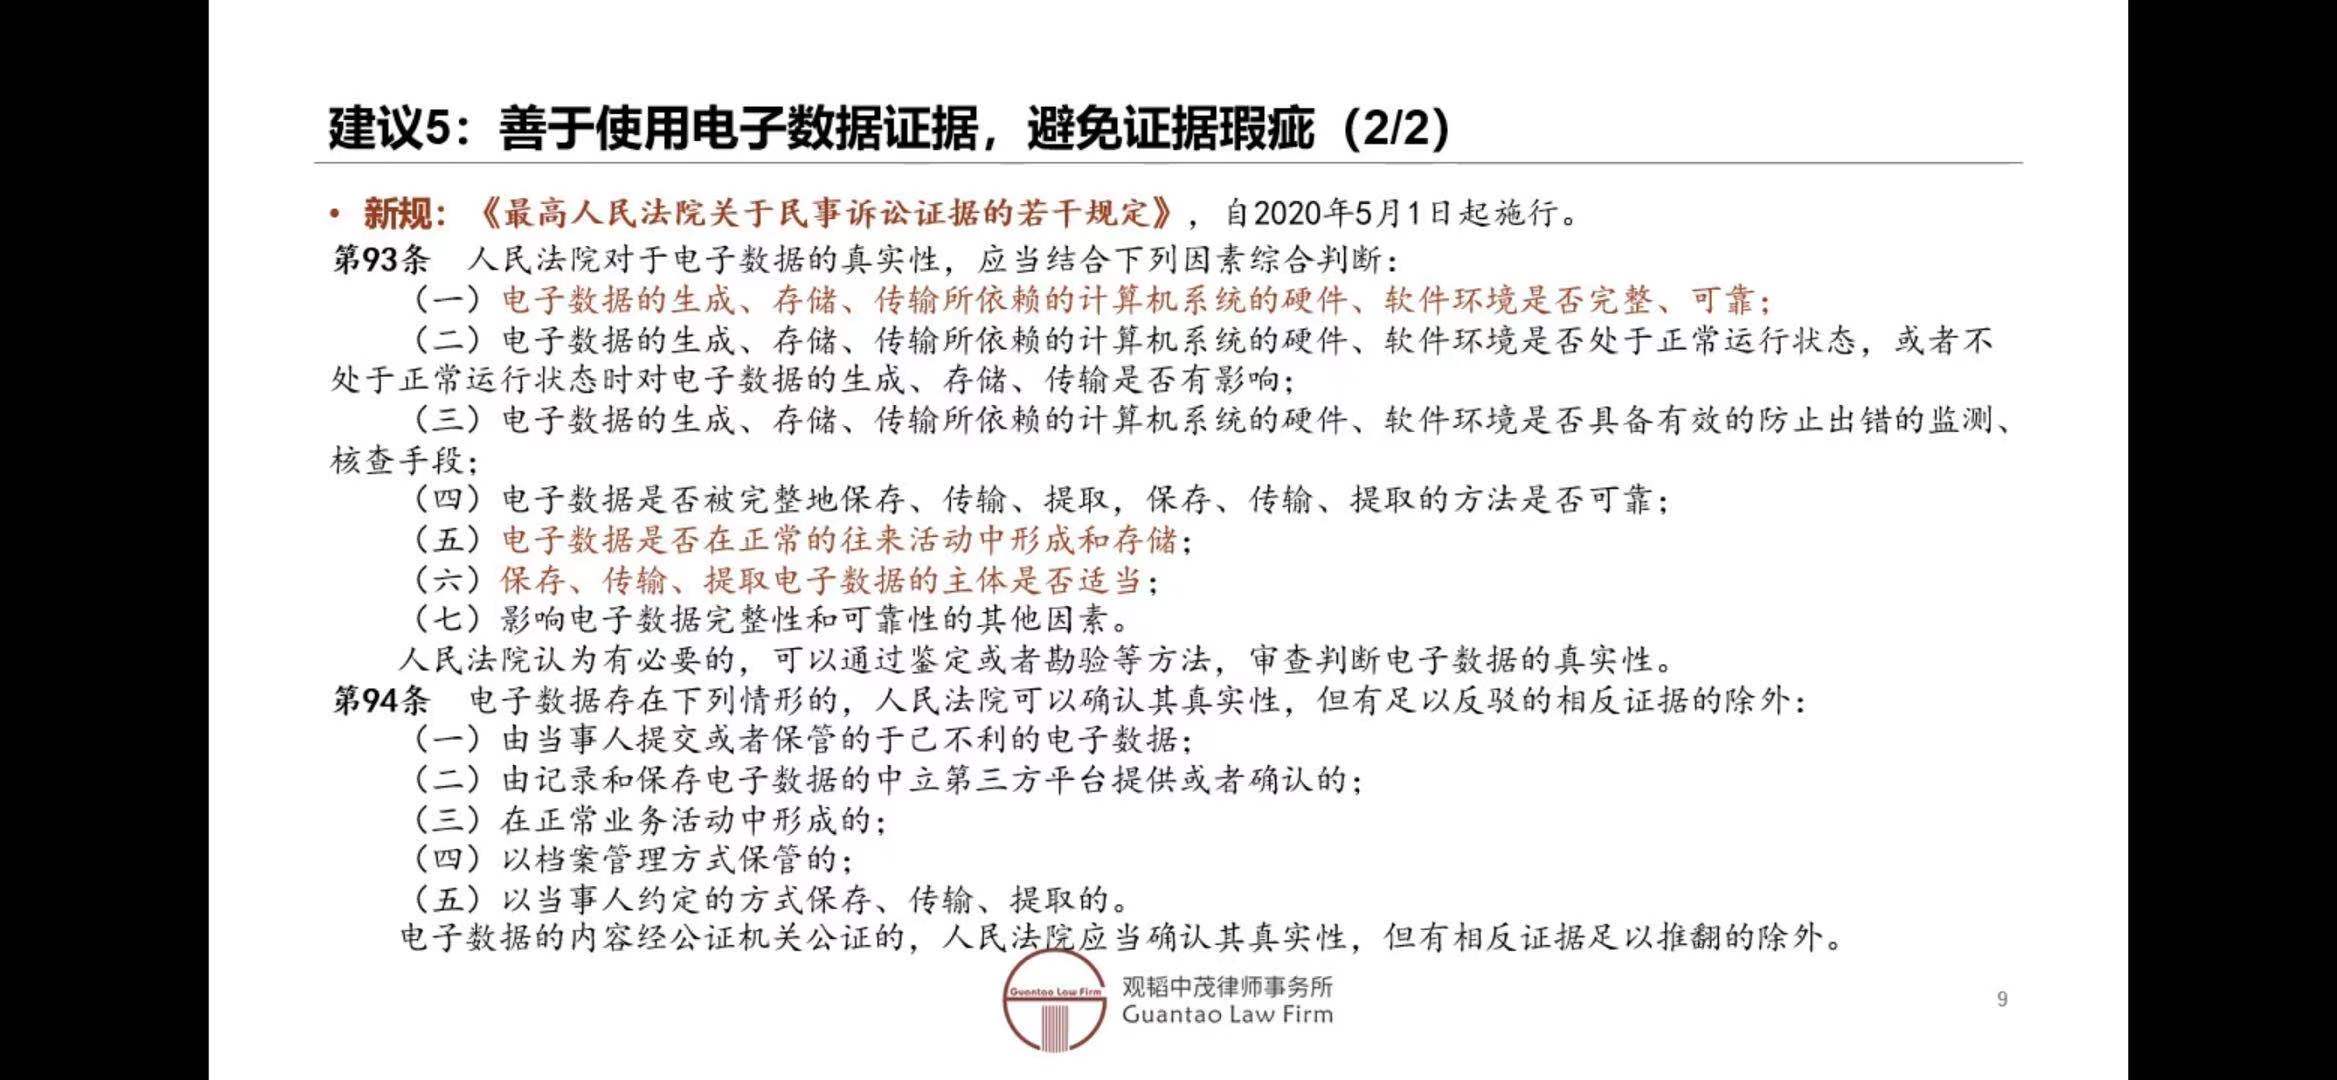 建议5：善于使用电子数据证据，避免证据瑕疵（2/2）
• 新规：《最高人民法院关于民事诉讼证据的若干规定》，自2020年5月1日起施行。
第93条 人民法院对于电子数据的真实性，应当结合下列因素综合判断：
（一）电子数据的生成、存储、传输所依赖的计算机系统的硬件、软件环境是否完整、可靠；
（二）电子数据的生成、存储、传输所依赖的计算机系统的硬件、软件环境是否处于正常运行状态，或者不
处于正常运行状态时对电子数据的生成、存储、传输是否有影响；
（三）电子数据的生成、存储、传输所依赖的计算机系统的硬件、软件环境是否具备有效的防止出错的监测、
核查手段；
（四）电子数据是否被完整地保存、传输、提取，保存、传输、提取的方法是否可靠；
（五）电子数据是否在正常的往来活动中形成和存储；
（六）保存、传输、提取电子数据的主体是否适当；
（七）影响电子数据完整性和可靠性的其他因素。
人民法院认为有必要的，可以通过鉴定或者勘验等方法，审查判断电子数据的真实性。
第94条 电子数据存在下列情形的，人民法院可以确认其真实性，但有足以反驳的相反证据的除外：
（一）由当事人提交或者保管的于己不利的电子数据；
（二）由记录和保存电子数据的中立第三方平台提供或者确认的；
（三）在正常业务活动中形成的；
（四）以档案管理方式保管的；
（五）以当事人约定的方式保存、传输、提取的。
电子数据的内容经公证机关公证的，人民法院应当确认其真实性，但有相反证据足以推翻的除外。
Guantao Law Firm
观韬中茂律师事务所
Guantao Law Firm
9